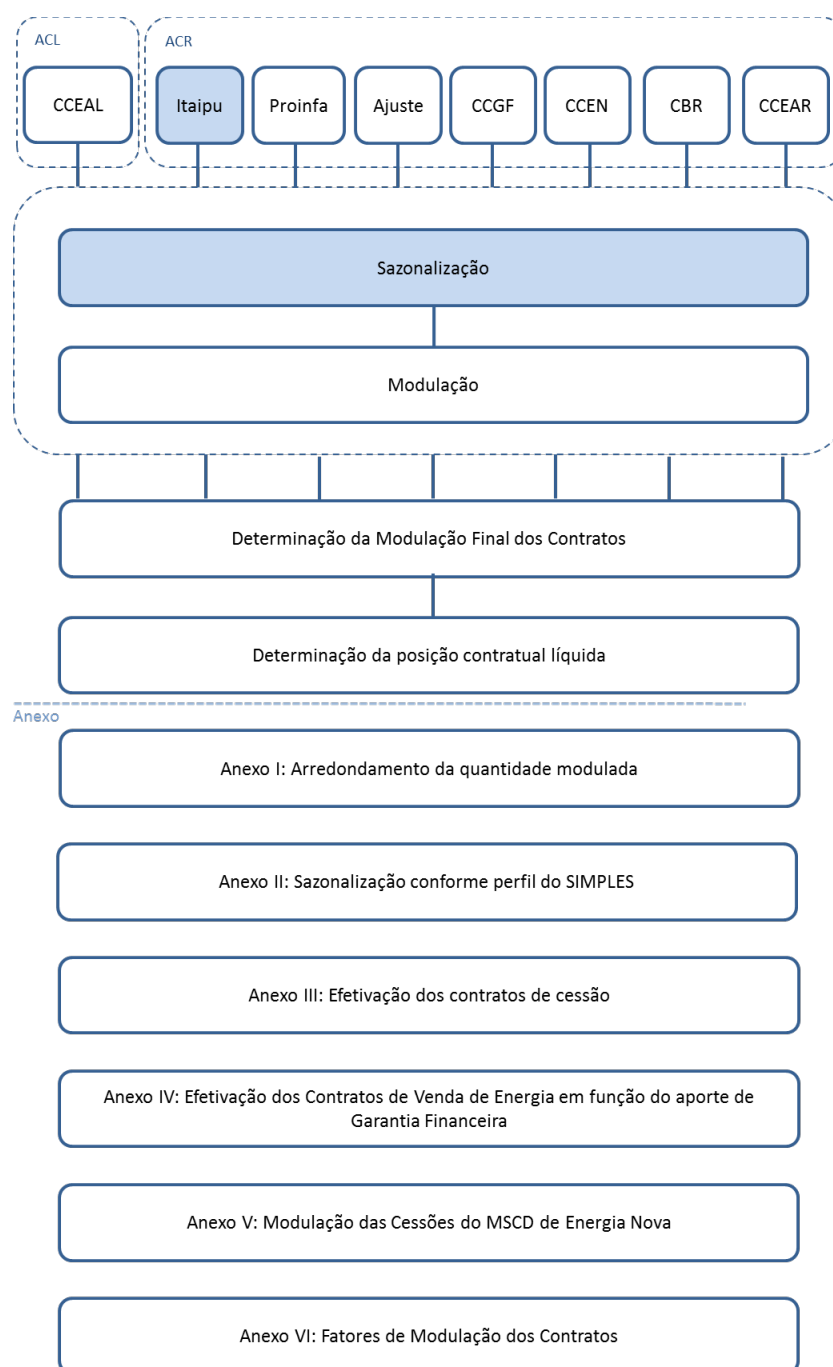 ACL
ACR
CCEAL
Itaipu
Proinfa
Ajuste
CCGF
CCEN
CBR
CCEAR
Sazonalização
Modulação
Determinação da Modulação Final dos Contratos
Determinação da posição contratual líquida
Anexo
Anexo I: Arredondamento da quantidade modulada
Anexo II: Sazonalização conforme perfil do SIMPLES
Anexo III: Efetivação dos contratos de cessão
Anexo IV: Efetivação dos Contratos de Venda de Energia em função do aporte de
Garantia Financeira
Anexo V: Modulação das Cessões do MSCD de Energia Nova
Anexo VI: Fatores de Modulação dos Contratos